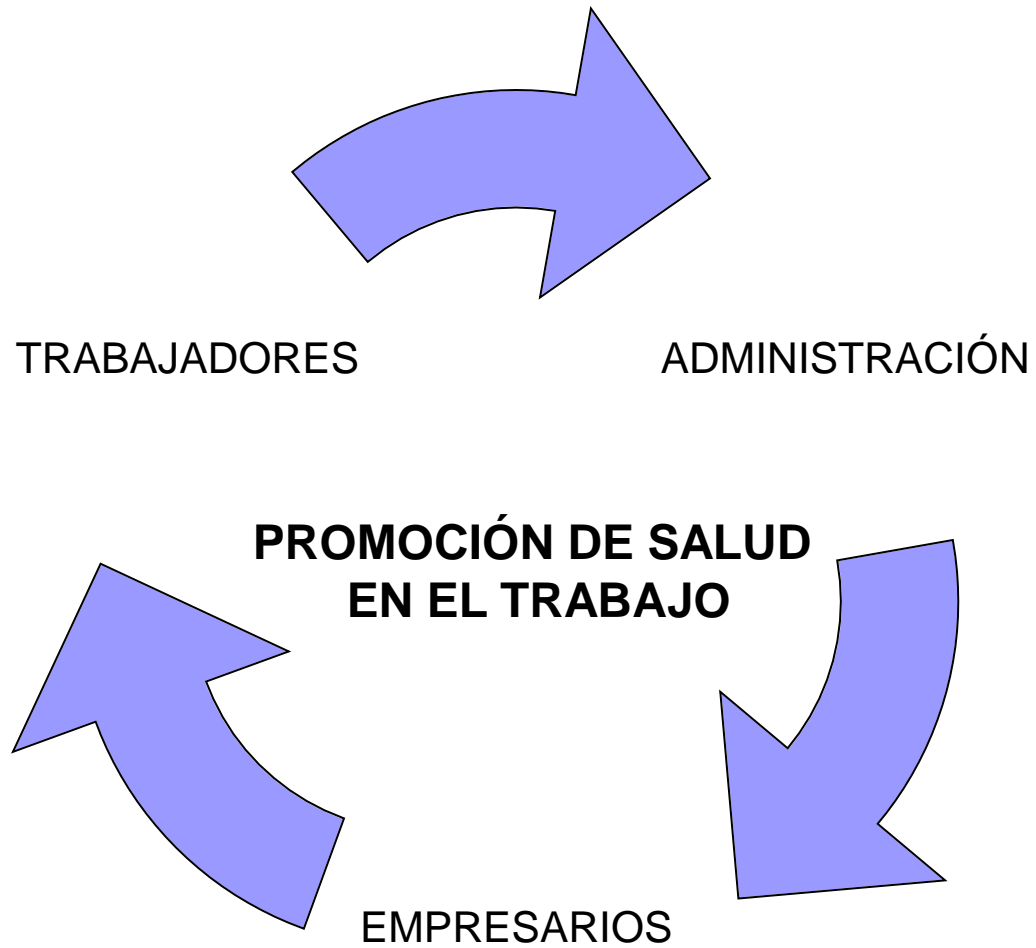 TRABAJADORES
ADMINISTRACIÓN
PROMOCIÓN DE SALUD
EN EL TRABAJO
EMPRESARIOS